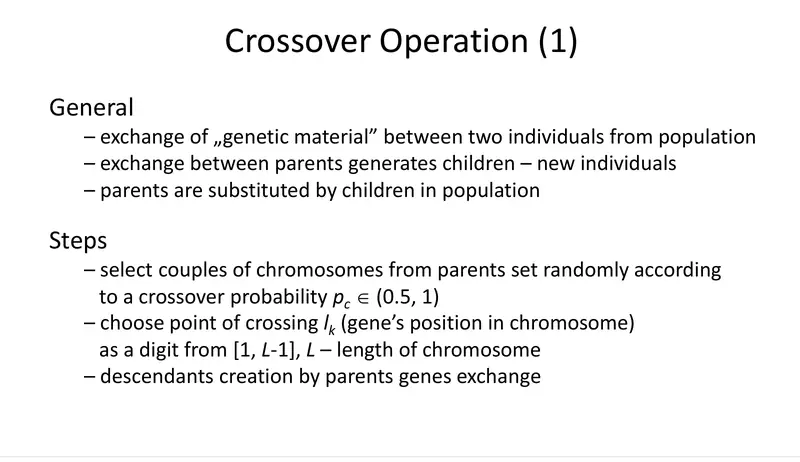 Crossover Operation (1)
General
– exchange of „genetic material” between two individuals from population
– exchange between parents generates children – new individuals
– parents are substituted by children in population
Steps
– select couples of chromosomes from parents set randomly according
to a crossover probability pc ∈ (0.5, 1)
– choose point of crossing lk (gene’s position in chromosome)
as a digit from [1, L-1], L – length of chromosome
– descendants creation by parents genes exchange